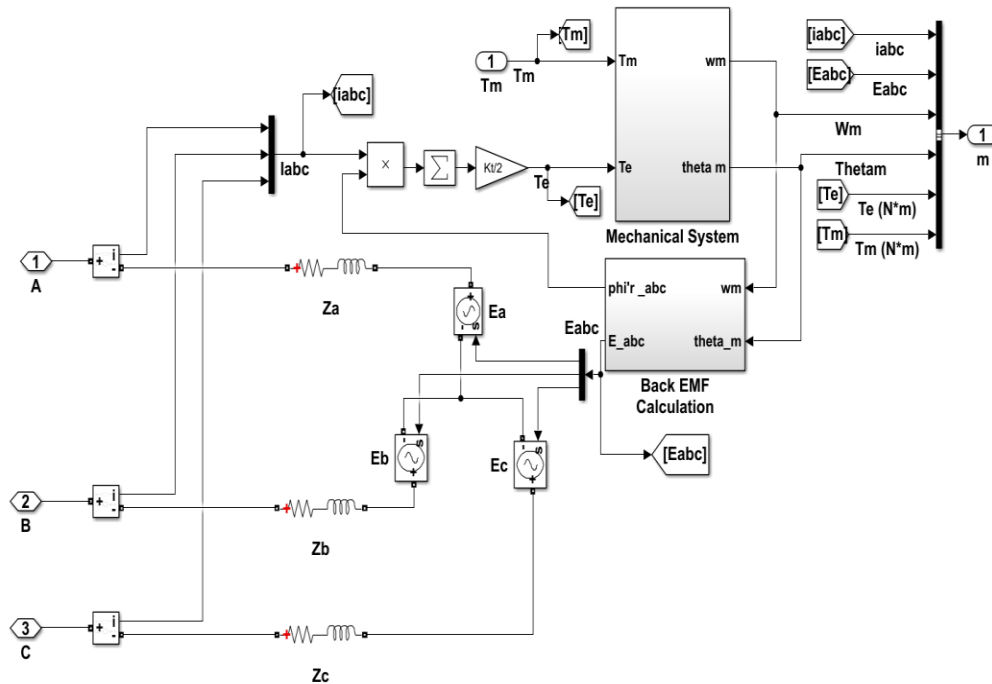 [Tm]
[iabc]
iabc
1
Tm
Tm
Tm
wm
[Eabc]
Eabc
[iabc]
Wm
1
m
Iabc
×
Σ
Kt/2
Te
Te
theta m
Thetam
[Te]
[Te]
Te (N*m)
Mechanical System
[Tm]
Tm (N*m)
1
A
+
i
-
+
Za
phi'r _abc
wm
+
-
s
Ea
Eabc
E_abc
theta_m
Back EMF
Calculation
Eb
-
s
+
Ec
-
s
+
[Eabc]
2
B
+
i
-
+
Zb
3
C
+
i
-
+
Zc